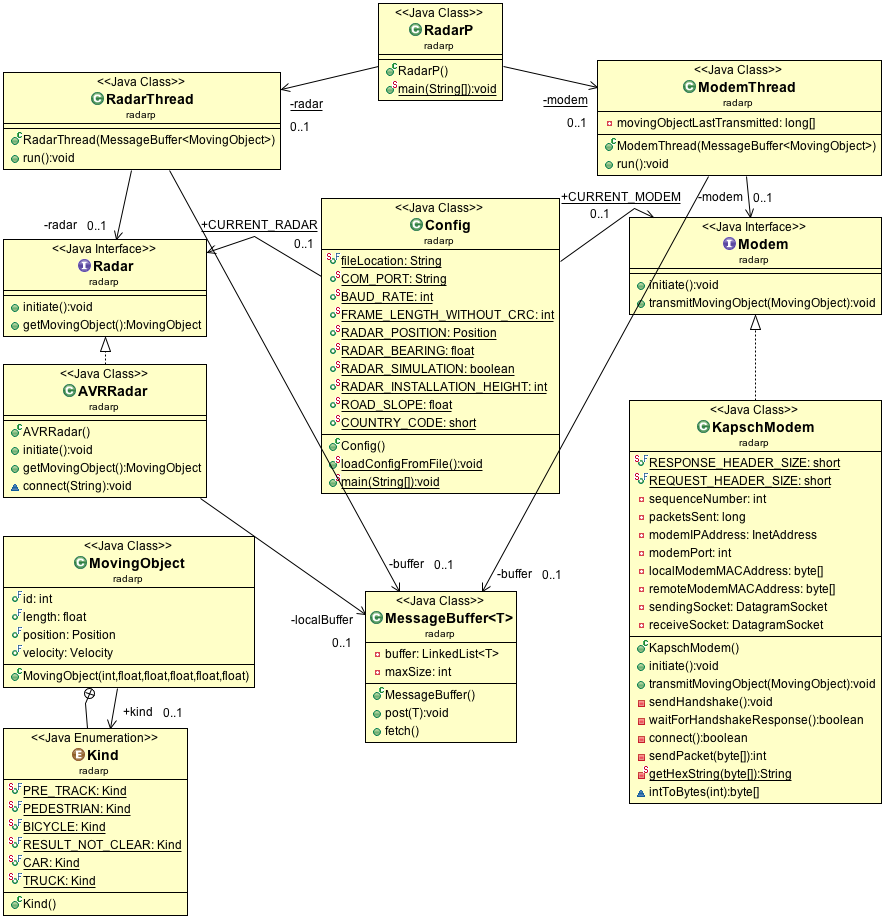 <<Java Class>>
RadarP
radarp
RadarP()
main(String[]):void
<<Java Class>>
RadarThread
radarp
RadarThread(MessageBuffer<MovingObject>)
run():void
-radar
0..1
-modem
0..1
<<Java Class>>
ModemThread
radarp
movingObjectLastTransmitted: long[]
ModemThread(MessageBuffer<MovingObject>)
run():void
-radar 0..1
+CURRENT_RADAR
0..1
+CURRENT_MODEM
0..1
-modem 0..1
<<Java Interface>>
Radar
radarp
initiate():void
getMovingObject():MovingObject
<<Java Class>>
Config
radarp
fileLocation: String
COM_PORT: String
BAUD_RATE: int
FRAME_LENGTH_WITHOUT_CRC: int
RADAR_POSITION: Position
RADAR_BEARING: float
RADAR_SIMULATION: boolean
RADAR_INSTALLATION_HEIGHT: int
ROAD_SLOPE: float
COUNTRY_CODE: short
Config()
loadConfigFromFile():void
main(String[]):void
<<Java Interface>>
Modem
radarp
initiate():void
transmitMovingObject(MovingObject):void
<<Java Class>>
AVRRadar
radarp
AVRRadar()
initiate():void
getMovingObject():MovingObject
connect(String):void
<<Java Class>>
KapschModem
radarp
RESPONSE_HEADER_SIZE: short
REQUEST_HEADER_SIZE: short
sequenceNumber: int
packetsSent: long
modemIPAddress: InetAddress
modemPort: int
localModemMACAddress: byte[]
remoteModemMACAddress: byte[]
sendingSocket: DatagramSocket
receiveSocket: DatagramSocket
KapschModem()
initiate():void
transmitMovingObject(MovingObject):void
sendHandshake():void
waitForHandshakeResponse():boolean
connect():boolean
sendPacket(byte[]):int
getHexString(byte[]):String
intToBytes(int):byte[]
<<Java Class>>
MovingObject
radarp
id: int
length: float
position: Position
velocity: Velocity
MovingObject(int,float,float,float,float,float)
-buffer 0..1
-buffer 0..1
-localBuffer
0..1
<<Java Class>>
MessageBuffer<T>
radarp
buffer: LinkedList<T>
maxSize: int
MessageBuffer()
post(T):void
fetch()
+kind 0..1
<<Java Enumeration>>
Kind
radarp
PRE_TRACK: Kind
PEDESTRIAN: Kind
BICYCLE: Kind
RESULT_NOT_CLEAR: Kind
CAR: Kind
TRUCK: Kind
Kind()